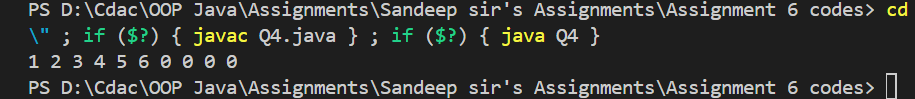 PS D:\Cdac\OOP Java\Assignments\Sandeep sir's Assignments\Assignment 6 codes> cd
\" ; if ($?) { javac Q4.java } ; if ($?) { java Q4 }
1 2 3 4 5 6 0 0 0 0
PS D:\Cdac\OOP Java\Assignments\Sandeep sir's Assignments\Assignment 6 codes>